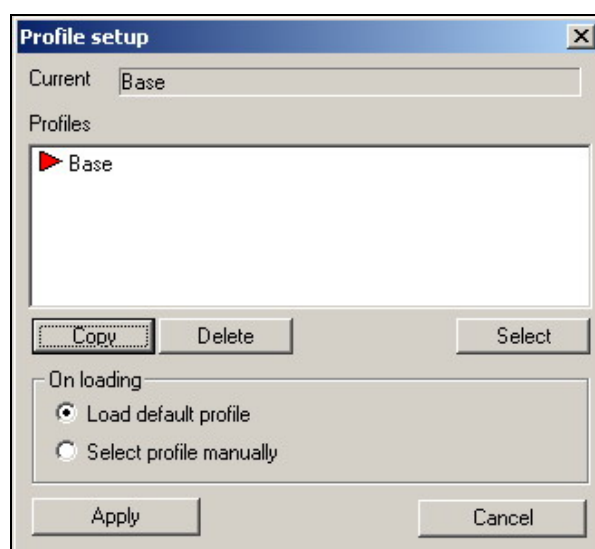 Profile setup
Current Base
Profiles
Base
Copy Delete Select
On loading
Load default profile
Select profile manually
Apply Cancel